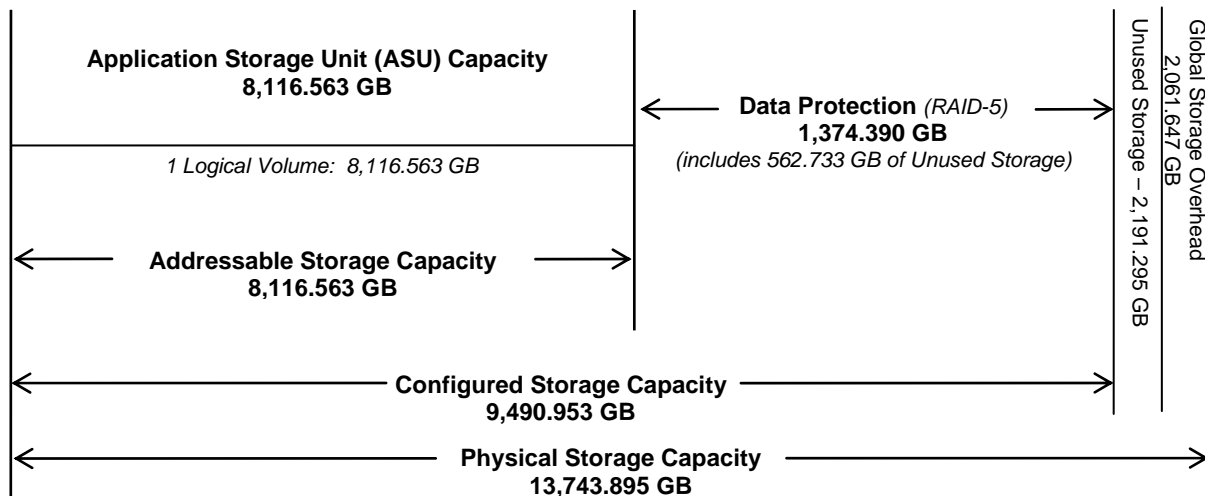 Application Storage Unit (ASU) Capacity
8,116.563 GB
1 Logical Volume: 8,116.563 GB
Data Protection (RAID-5)
1,374.390 GB
(includes 562.733 GB of Unused Storage)
Unused Storage – 2,191.295 GB
Global Storage Overhead
2,061.647 GB
Addressable Storage Capacity
8,116.563 GB
Configured Storage Capacity
9,490.953 GB
Physical Storage Capacity
13,743.895 GB